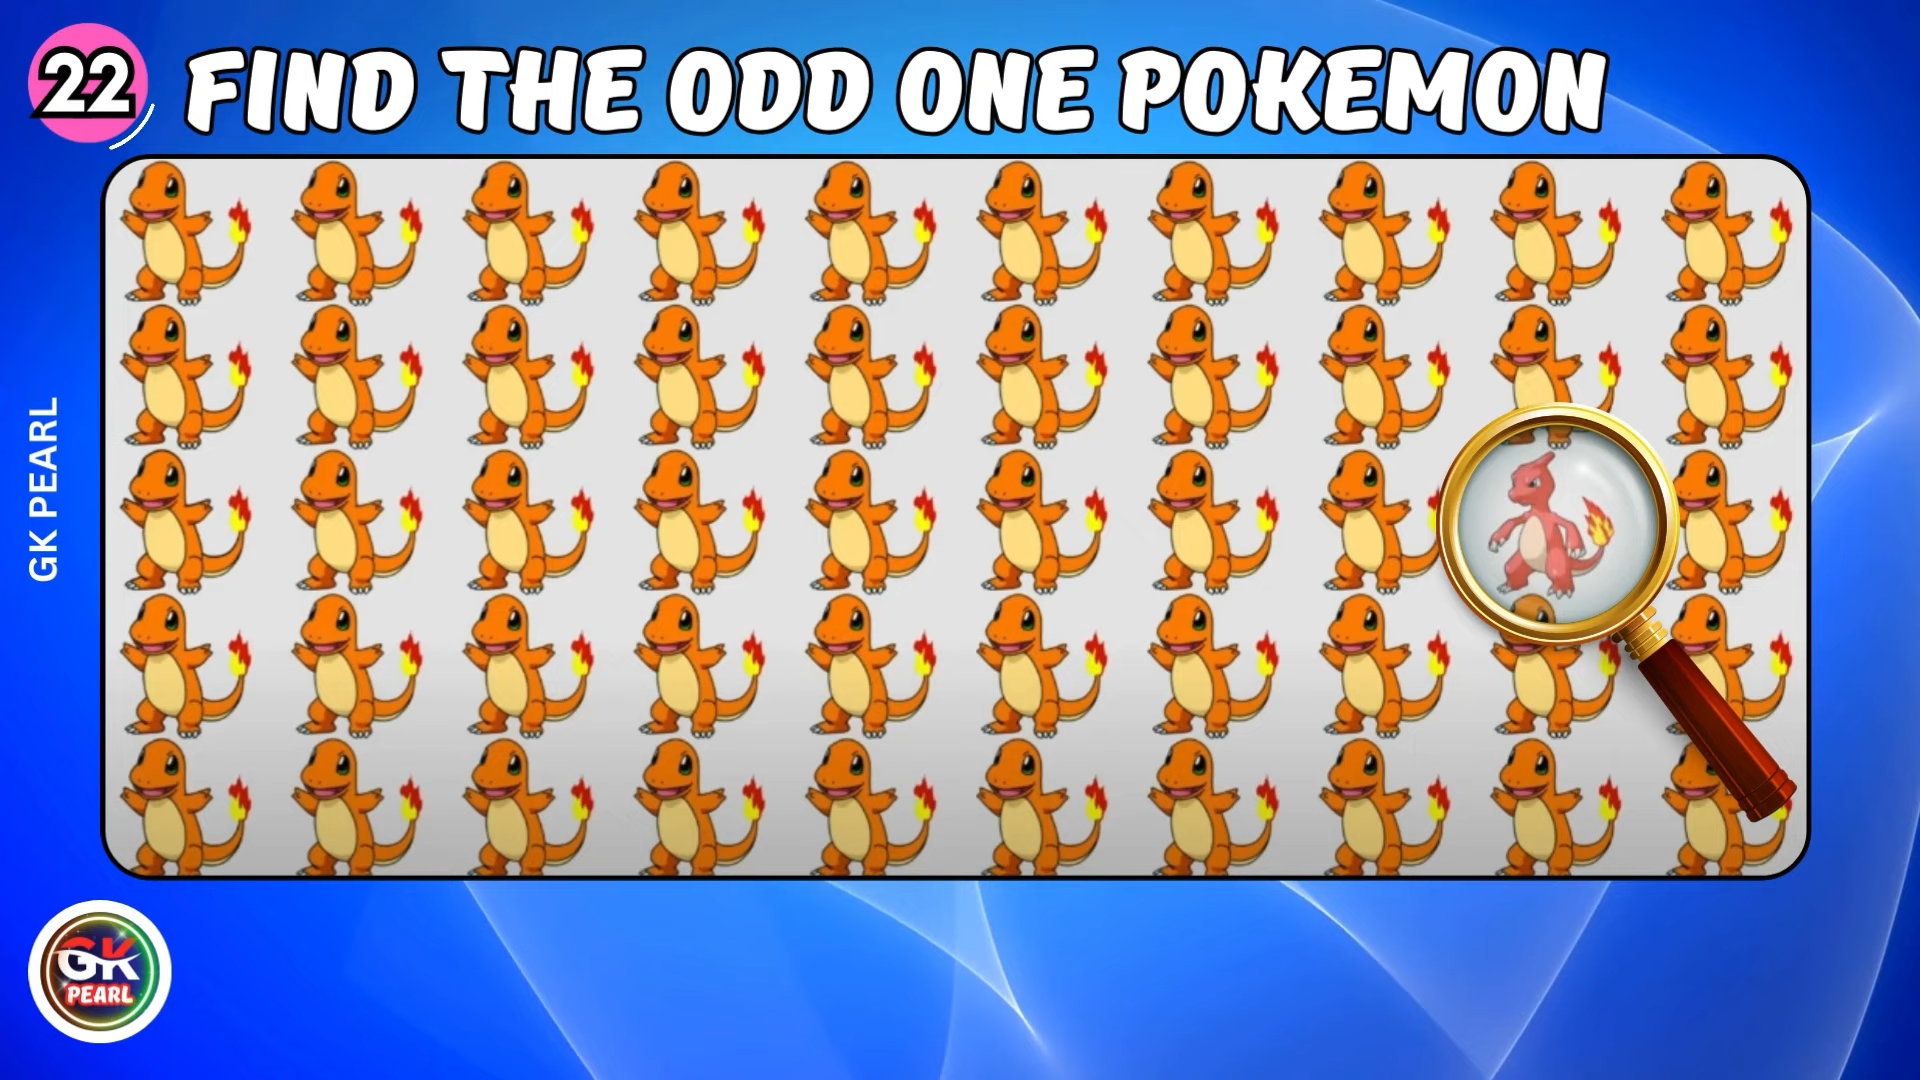 22
FIND THE ODD ONE POKEMON
GK PEARL
GK
PEARL